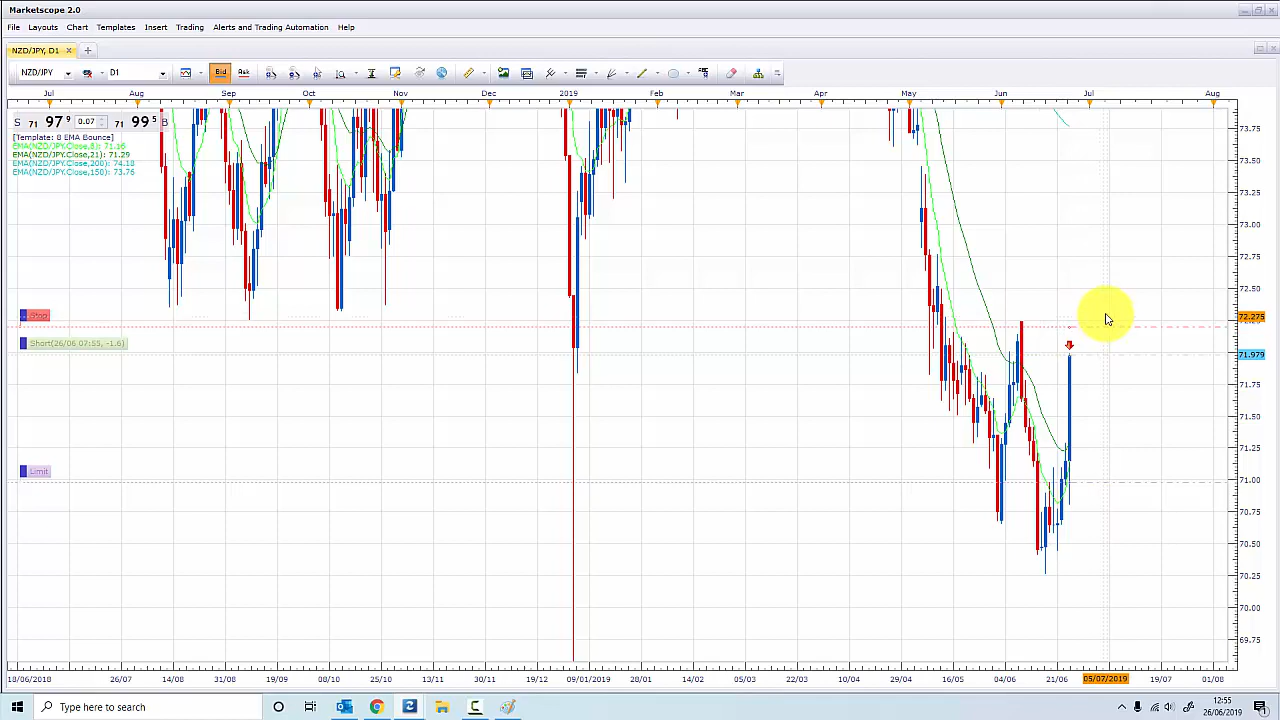 Marketscope 2.0
File Layouts Chart Templates Insert Trading Alerts and Trading Automation Help
NZD/JPY, D1
NZD/JPY D1 Bid Ask
Jul Aug Sep Oct Nov Dec 2019 Feb Mar Apr May Jun Jul Aug
S 71 97 9 0.07 71 99 5 B
[Template: 8 EMA Bounce]
EMA(NZD/JPY.Close,8): 71.16
EMA(NZD/JPY.Close,21): 71.29
EMA(NZD/JPY.Close,200): 74.18
EMA(NZD/JPY.Close,150): 73.76
73.75
73.50
73.25
73.00
72.75
72.50
Stop
72.275
Short(26/06 07:55, -1.6)
71.979
71.75
71.50
71.25
Limit
71.00
70.75
70.50
70.25
70.00
69.75
18/06/2018 26/07 14/08 31/08 19/09 08/10 25/10 13/11 30/11 19/12 09/01/2019 28/01 14/02 05/03 22/03 10/04 29/04 16/05 04/06 21/06 05/07/2019 19/07 01/08
Type here to search
12:55
26/06/2019